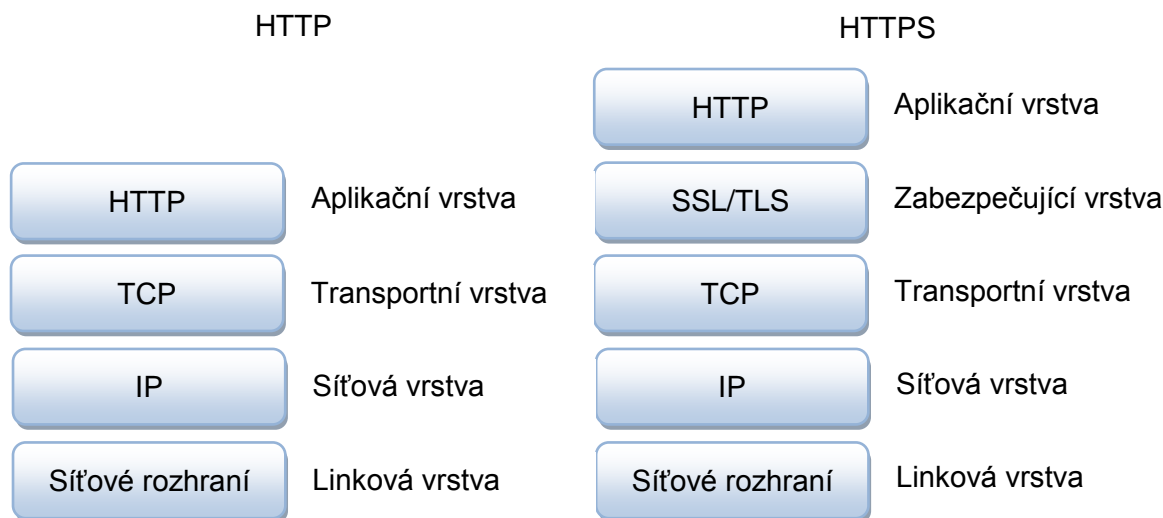 HTTP
HTTP
Aplikační vrstva
TCP
Transportní vrstva
IP
Síťová vrstva
Síťové rozhraní
Linková vrstva
HTTPS
HTTP
Aplikační vrstva
SSL/TLS
Zabezpečující vrstva
TCP
Transportní vrstva
IP
Síťová vrstva
Síťové rozhraní
Linková vrstva